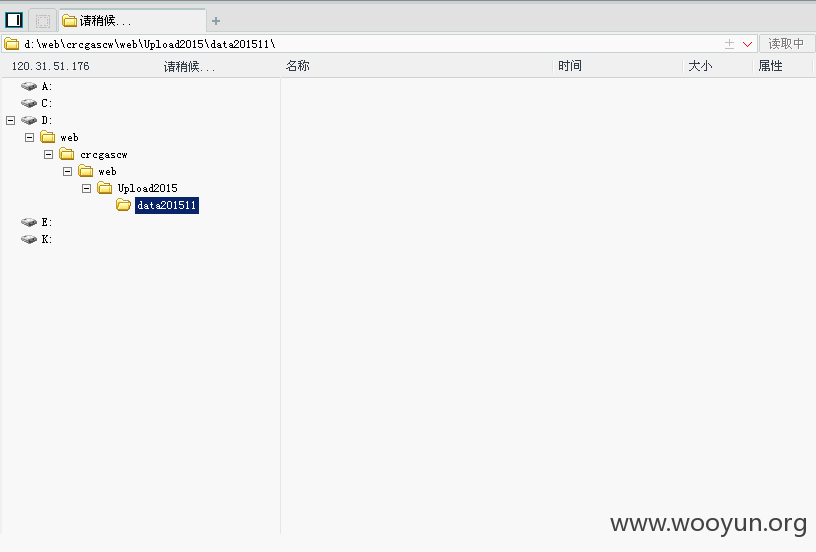 请稍候...
+
d:\web\crcgascw\web\Upload2015\data201511\
读取中
120.31.51.176 请稍候... 名称 时间 大小 属性
A:
C:
D:
web
crcgascw
web
Upload2015
data201511
E:
K:
www.wooyun.org